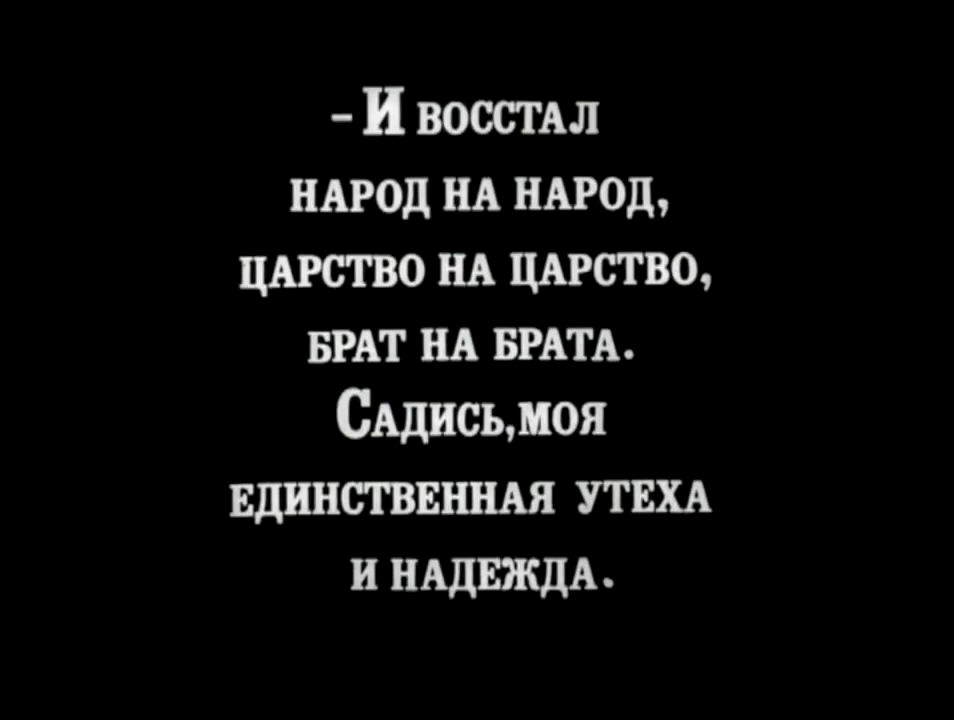 - И ВОССТАЛ
НАРОД НА НАРОД,
ЦАРСТВО НА ЦАРСТВО,
БРАТ НА БРАТА.
САДИСЬ,МОЯ
ЕДИНСТВЕННАЯ УТЕХА
И НАДЕЖДА.